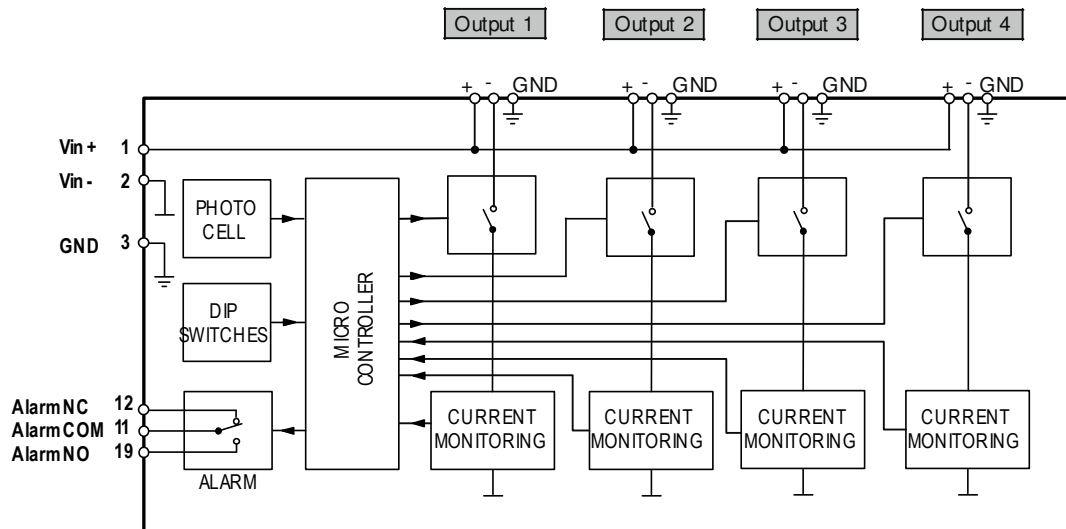 Output 1 Output 2 Output 3 Output 4
+ - GND + - GND + - GND + - GND
Vin + 1
Vin - 2
GND 3
PHOTO
CELL
DIP
SWITCHES
MICRO
CONTROLLER
Alarm NC 12
Alarm COM 11
Alarm NO 19
ALARM
CURRENT
MONITORING
CURRENT
MONITORING
CURRENT
MONITORING
CURRENT
MONITORING